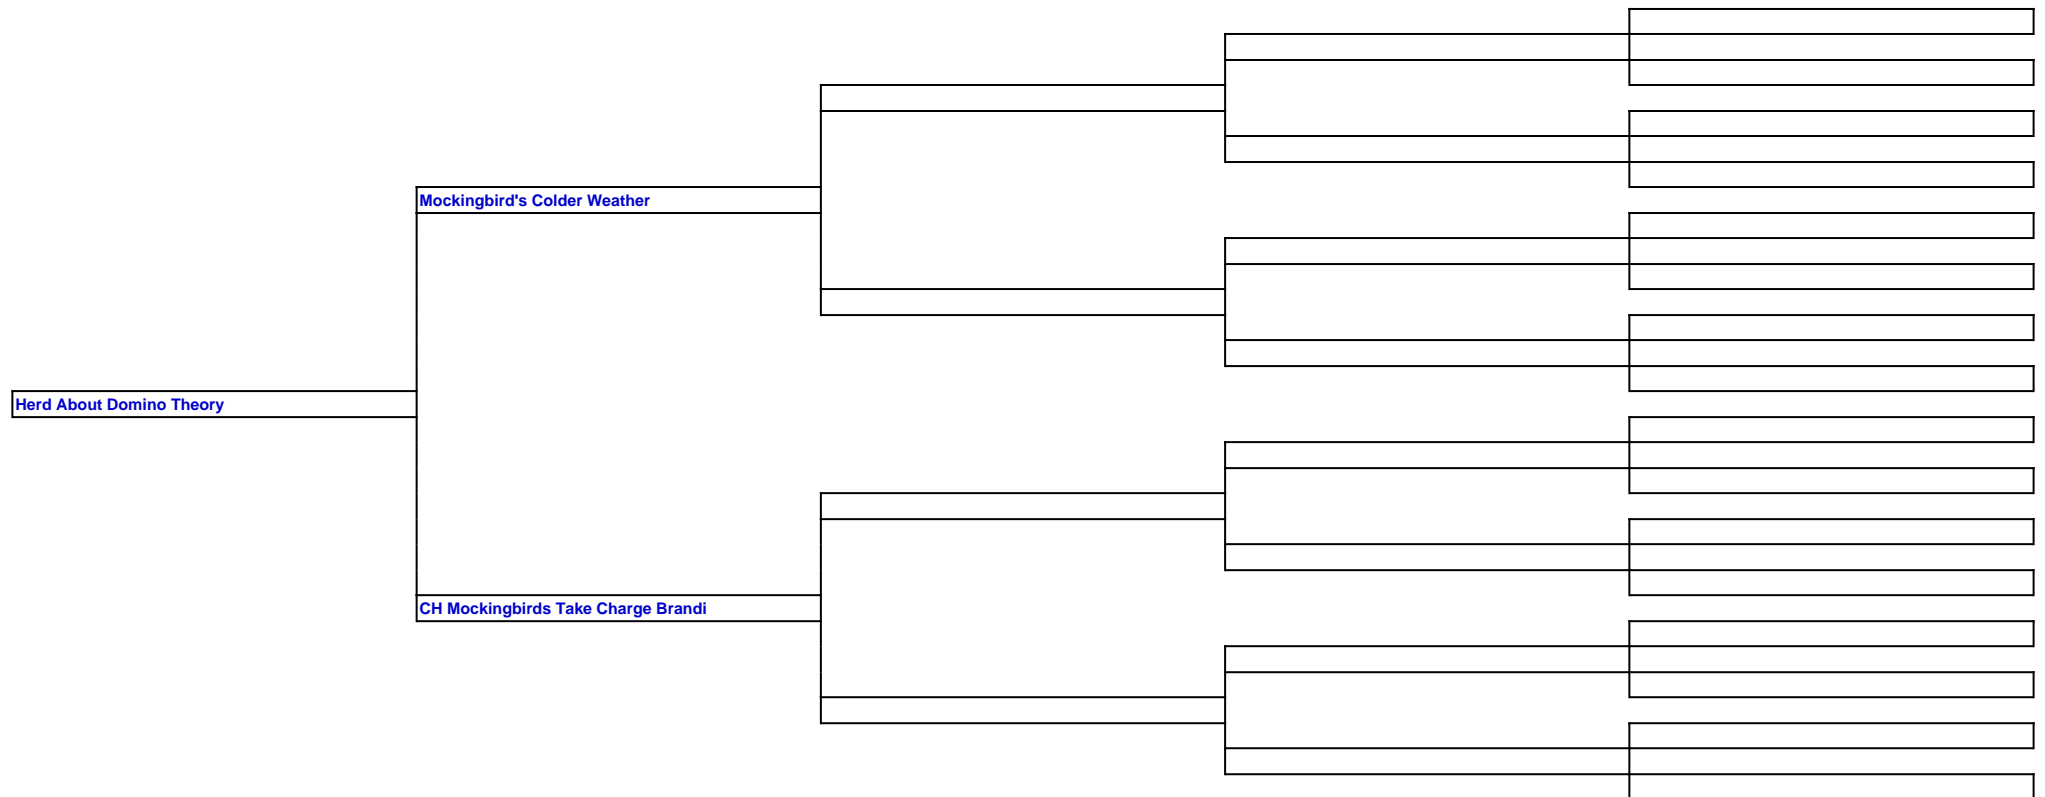 Mockingbird's Colder Weather
Herd About Domino Theory
CH Mockingbirds Take Charge Brandi